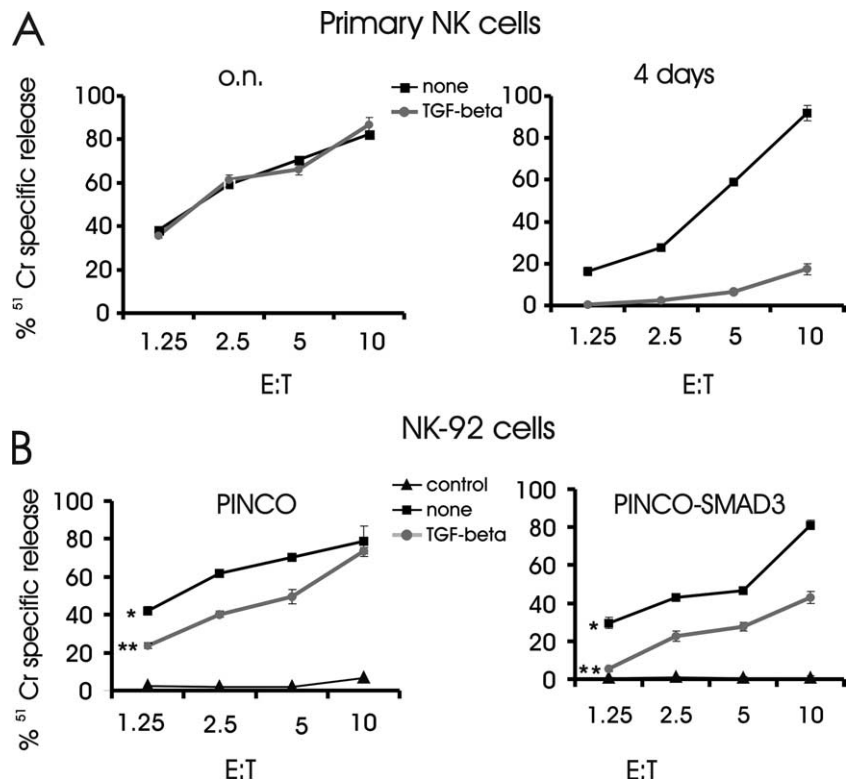 A
Primary NK cells
o.n.
none
TGF-beta
4 days
% 51 Cr specific release
100
80
60
40
20
0
1.25 2.5 5 10
E:T
100
80
60
40
20
0
1.25 2.5 5 10
E:T
B
NK-92 cells
PINCO
control
none
TGF-beta
PINCO-SMAD3
% 51 Cr specific release
100
80
60
40
20
0
*
**
1.25 2.5 5 10
E:T
100
80
60
40
20
0
*
**
1.25 2.5 5 10
E:T